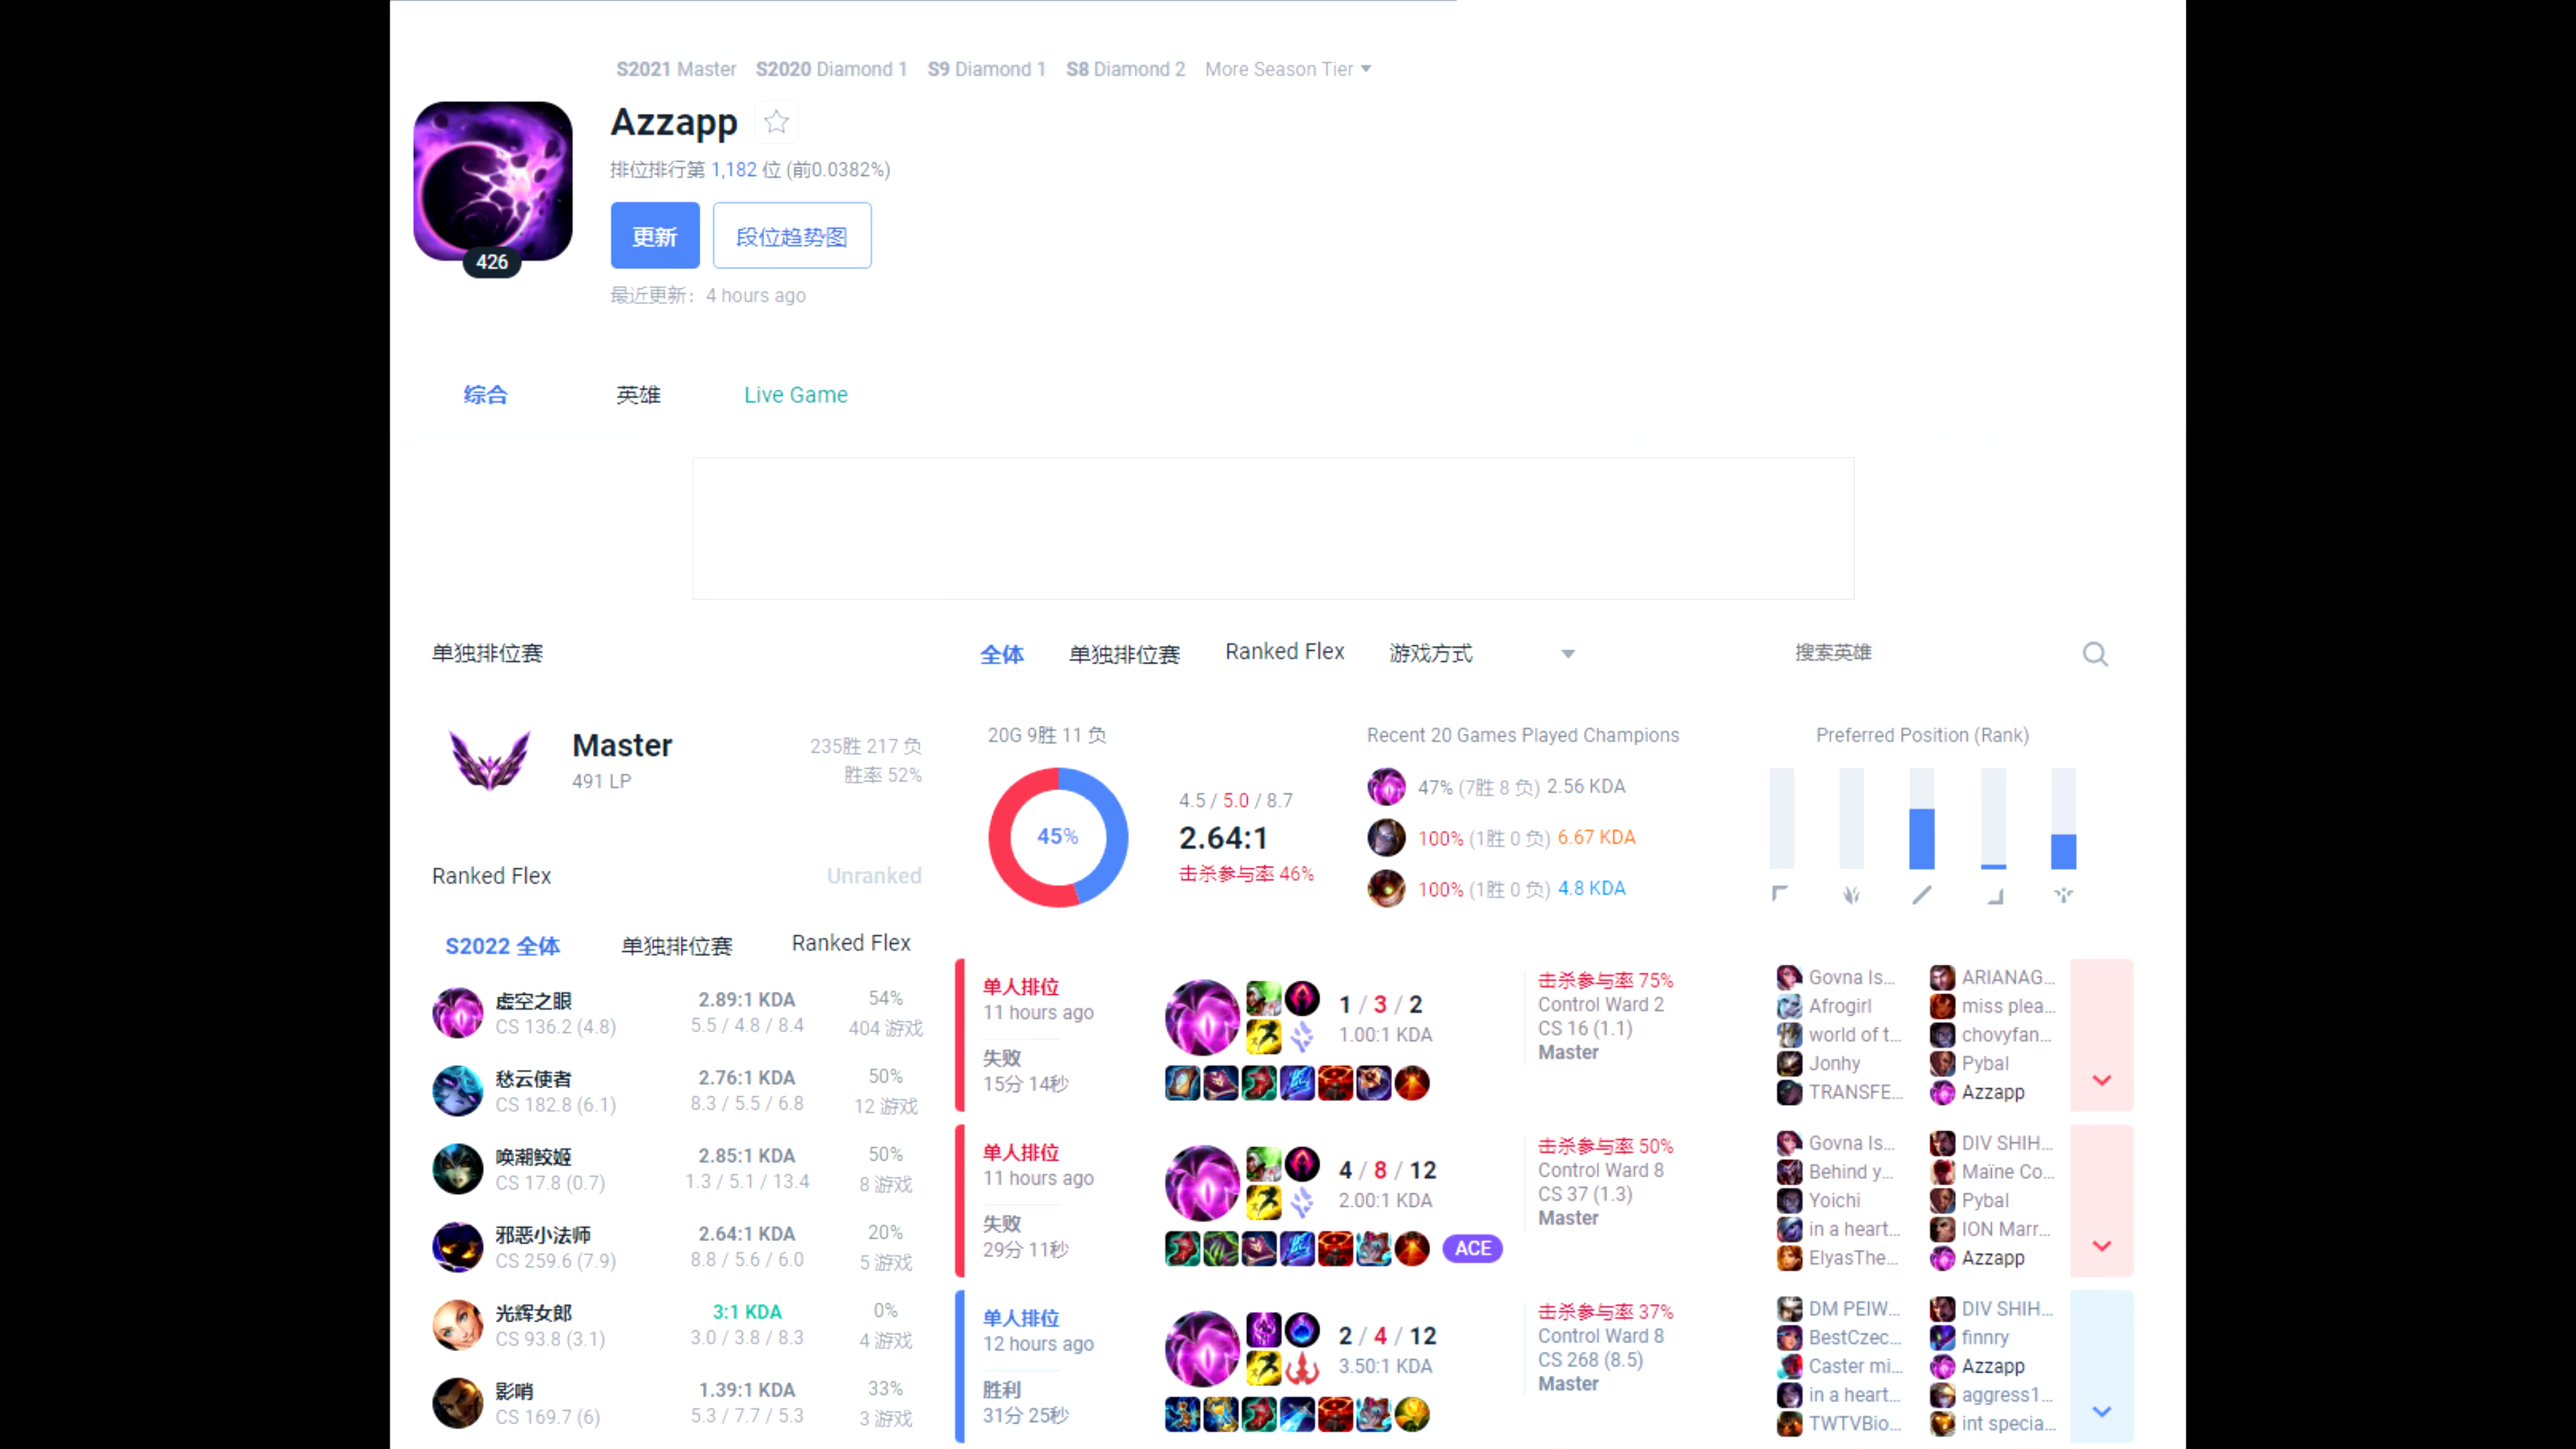 S2021 Master S2020 Diamond 1 S9 Diamond 1 S8 Diamond 2 More Season Tier
Azzapp
排位排行第 1,182 位 (前0.0382%)
更新 段位趋势图
426
最近更新： 4 hours ago
综合 英雄 Live Game
单独排位赛
Master
491 LP
235胜 217 负
胜率 52%
Ranked Flex Unranked
S2022 全体 单独排位赛 Ranked Flex
虚空之眼 2.89:1 KDA 54%
CS 136.2 (4.8) 5.5 / 4.8 / 8.4 404 游戏
愁云使者 2.76:1 KDA 50%
CS 182.8 (6.1) 8.3 / 5.5 / 6.8 12 游戏
唤潮鲛姬 2.85:1 KDA 50%
CS 17.8 (0.7) 1.3 / 5.1 / 13.4 8 游戏
邪恶小法师 2.64:1 KDA 20%
CS 259.6 (7.9) 8.8 / 5.6 / 6.0 5 游戏
光辉女郎 3:1 KDA 0%
CS 93.8 (3.1) 3.0 / 3.8 / 8.3 4 游戏
影哨 1.39:1 KDA 33%
CS 169.7 (6) 5.3 / 7.7 / 5.3 3 游戏
全体 单独排位赛 Ranked Flex 游戏方式 搜索英雄
20G 9胜 11 负
45%
4.5 / 5.0 / 8.7
2.64:1
击杀参与率 46%
Recent 20 Games Played Champions
47% (7胜 8 负) 2.56 KDA
100% (1胜 0 负) 6.67 KDA
100% (1胜 0 负) 4.8 KDA
Preferred Position (Rank)
单人排位
11 hours ago
失败
15分 14秒
1 / 3 / 2
1.00:1 KDA
击杀参与率 75%
Control Ward 2
CS 16 (1.1)
Master
Govna Is... ARIANAG...
Afrogirl miss plea...
world of t... chovyfan...
Jonhy Pybal
TRANSFE... Azzapp
单人排位
11 hours ago
失败
29分 11秒
4 / 8 / 12
2.00:1 KDA
ACE
击杀参与率 50%
Control Ward 8
CS 37 (1.3)
Master
Govna Is... DIV SHIH...
Behind y... Maïne Co...
Yoichi Pybal
in a heart... ION Marr...
ElyasThe... Azzapp
单人排位
12 hours ago
胜利
31分 25秒
2 / 4 / 12
3.50:1 KDA
击杀参与率 37%
Control Ward 8
CS 268 (8.5)
Master
DM PEIW... DIV SHIH...
BestCzec... finnry
Caster mi... Azzapp
in a heart... aggress1...
TWTVBio... int specia...